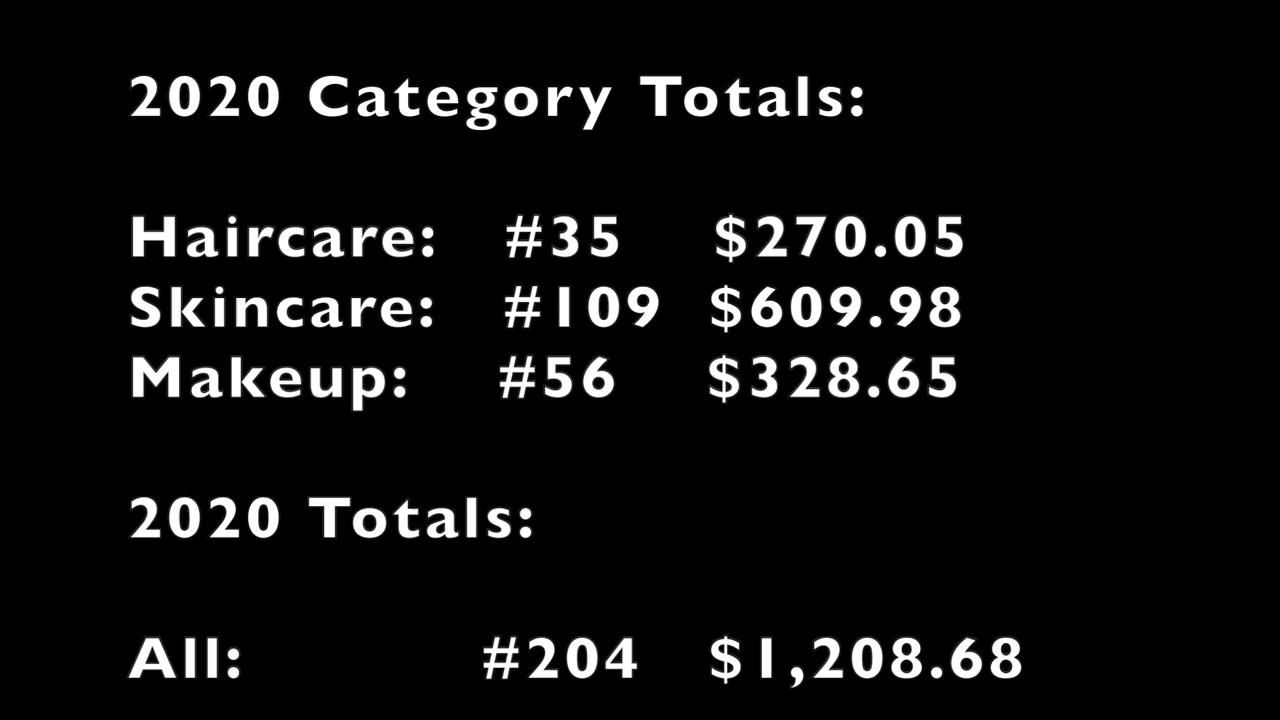 2020 Category Totals:
Haircare: #35 $270.05
Skincare: #109 $609.98
Makeup: #56 $328.65
2020 Totals:
All: #204 $1,208.68